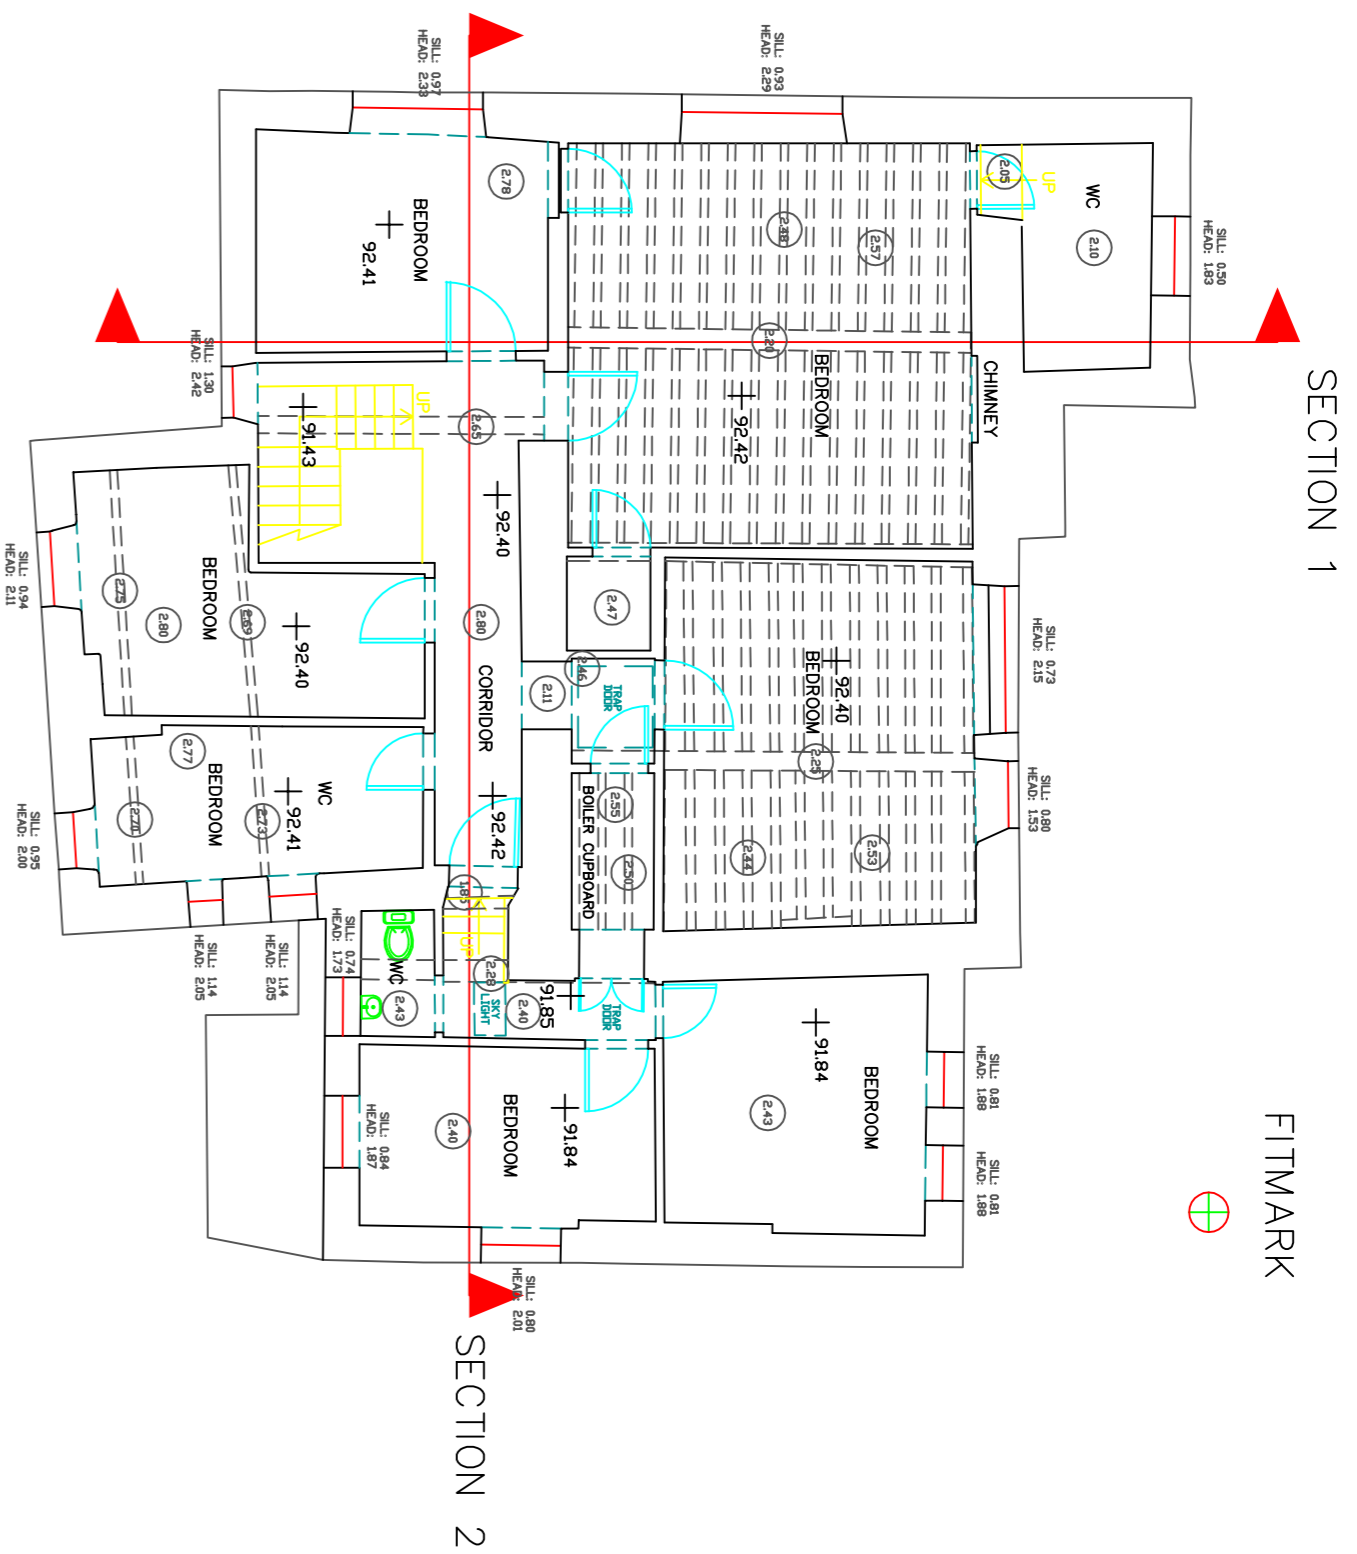 SECTION 1
FITMARK
SECTION 2
SILL: 0.50
HEAD: 1.83
SILL: 0.93
HEAD: 2.29
SILL: 0.97
HEAD: 2.33
SILL: 1.30
HEAD: 2.42
SILL: 0.94
HEAD: 2.11
SILL: 0.95
HEAD: 2.00
SILL: 1.14
HEAD: 2.05
SILL: 1.14
HEAD: 2.05
SILL: 0.74
HEAD: 1.73
SILL: 0.84
HEAD: 1.87
SILL: 0.80
HEAD: 2.01
SILL: 0.81
HEAD: 1.88
SILL: 0.81
HEAD: 1.88
SILL: 0.80
HEAD: 1.53
SILL: 0.73
HEAD: 2.15
WC
2.10
UP
2.05
CHIMNEY
BEDROOM
92.42
2.57
2.48
2.20
BEDROOM
92.41
2.78
UP
91.43
2.65
92.40
2.47
2.80
CORRIDOR
92.42
2.11
2.46
TRAP
DOOR
BEDROOM
92.40
2.25
2.53
2.44
BOILER CUPBOARD
2.55
2.50
BEDROOM
92.40
2.75
2.80
2.69
WC
BEDROOM
92.41
2.77
2.70
2.73
1.85
UP
2.28
SKY
LIGHT
2.40
91.85
TRAP
DOOR
WC
2.43
BEDROOM
91.84
2.40
BEDROOM
91.84
2.43